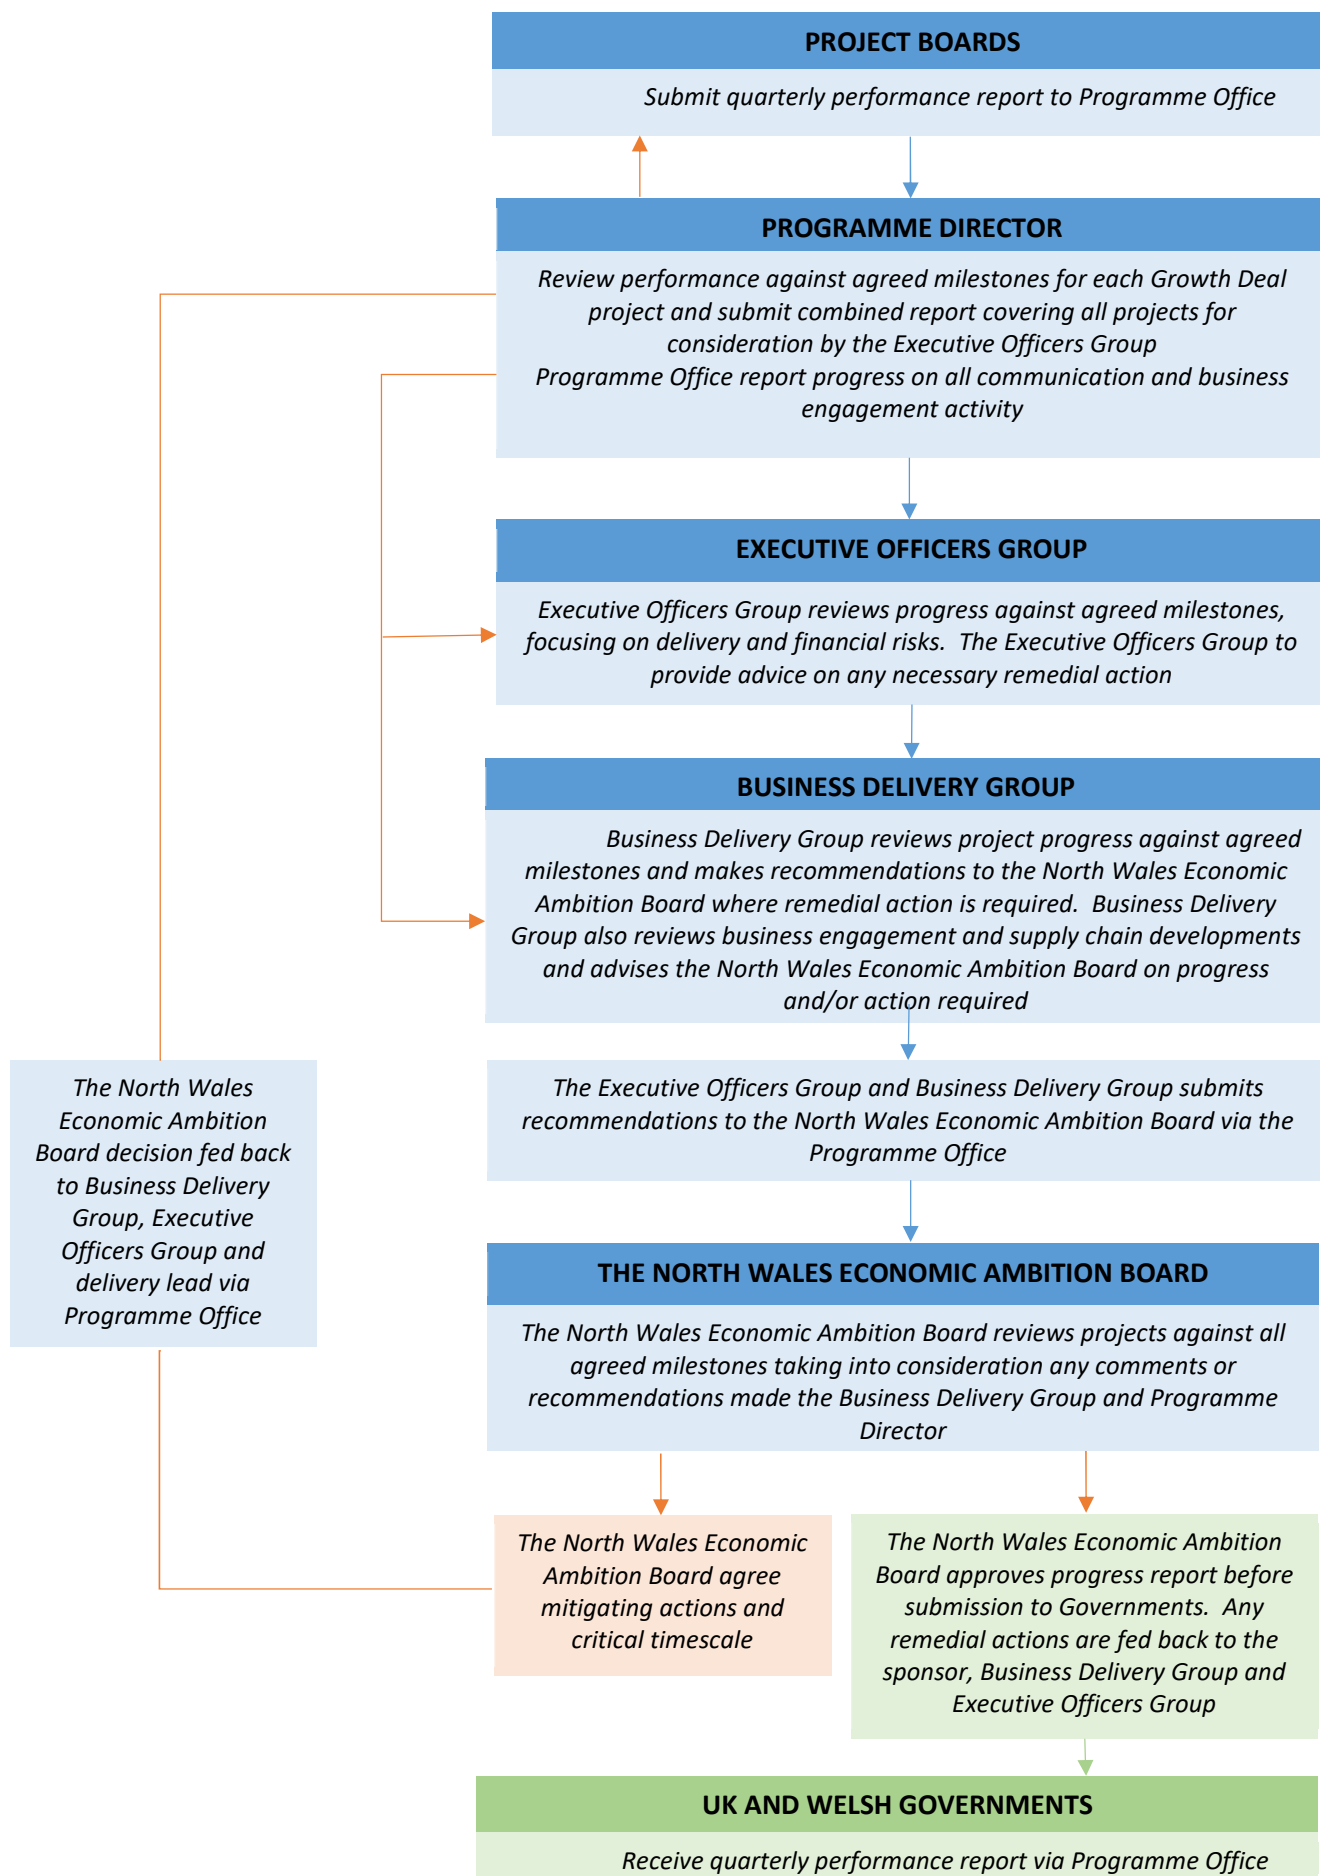 PROJECT BOARDS
Submit quarterly performance report to Programme Office
PROGRAMME DIRECTOR
Review performance against agreed milestones for each Growth Deal
project and submit combined report covering all projects for
consideration by the Executive Officers Group
Programme Office report progress on all communication and business
engagement activity
EXECUTIVE OFFICERS GROUP
Executive Officers Group reviews progress against agreed milestones,
focusing on delivery and financial risks.  The Executive Officers Group to
provide advice on any necessary remedial action
BUSINESS DELIVERY GROUP
Business Delivery Group reviews project progress against agreed
milestones and makes recommendations to the North Wales Economic
Ambition Board where remedial action is required.  Business Delivery
Group also reviews business engagement and supply chain developments
and advises the North Wales Economic Ambition Board on progress
and/or action required
The Executive Officers Group and Business Delivery Group submits
recommendations to the North Wales Economic Ambition Board via the
Programme Office
The North Wales
Economic Ambition
Board decision fed back
to Business Delivery
Group, Executive
Officers Group and
delivery lead via
Programme Office
THE NORTH WALES ECONOMIC AMBITION BOARD
The North Wales Economic Ambition Board reviews projects against all
agreed milestones taking into consideration any comments or
recommendations made the Business Delivery Group and Programme
Director
The North Wales Economic
Ambition Board agree
mitigating actions and
critical timescale
The North Wales Economic Ambition
Board approves progress report before
submission to Governments.  Any
remedial actions are fed back to the
sponsor, Business Delivery Group and
Executive Officers Group
UK AND WELSH GOVERNMENTS
Receive quarterly performance report via Programme Office